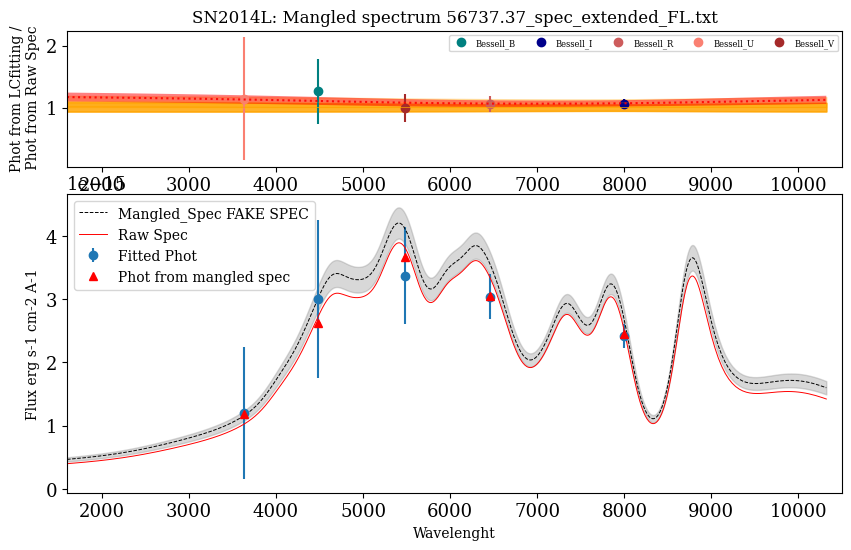 SN2014L: Mangled spectrum 56737.37_spec_extended_FL.txt
Phot from LCfitting /
Phot from Raw Spec
2
1
Bessell_B Bessell_I Bessell_R Bessell_U Bessell_V
2000 3000 4000 5000 6000 7000 8000 9000 10000
Mangled_Spec FAKE SPEC
Raw Spec
Fitted Phot
Phot from mangled spec
Flux erg s-1 cm-2 A-1
4
3
2
1
0
2000 3000 4000 5000 6000 7000 8000 9000 10000
Wavelenght